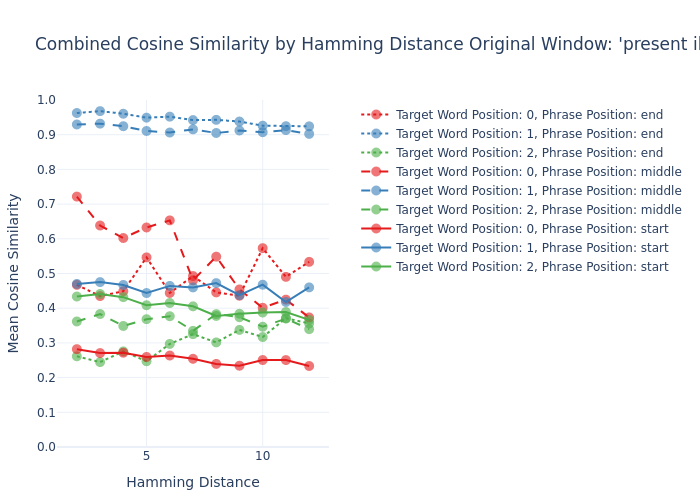 Combined Cosine Similarity by Hamming Distance Original Window: 'present
1.0
0.9
0.8
0.7
0.6
0.5
0.4
0.3
0.2
0.1
0.0
Mean Cosine Similarity
5
10
Hamming Distance
Target Word Position: 0, Phrase Position: end
Target Word Position: 1, Phrase Position: end
Target Word Position: 2, Phrase Position: end
Target Word Position: 0, Phrase Position: middle
Target Word Position: 1, Phrase Position: middle
Target Word Position: 2, Phrase Position: middle
Target Word Position: 0, Phrase Position: start
Target Word Position: 1, Phrase Position: start
Target Word Position: 2, Phrase Position: start